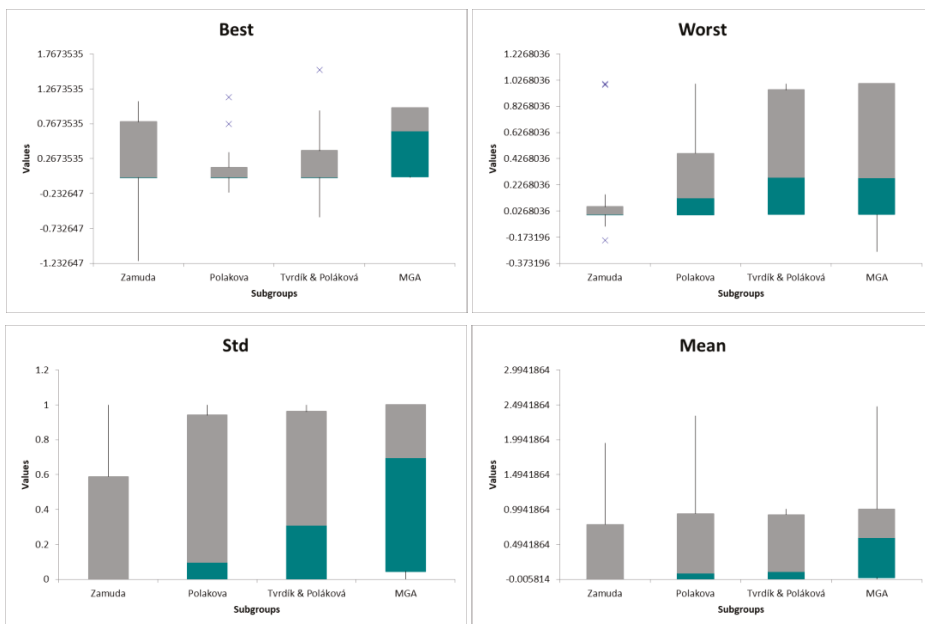 Best
1.7673535
1.2673535
0.7673535
0.2673535
-0.232647
-0.732647
-1.232647
Values
Zamuda
Polakova
Tvrdík & Poláková
MGA
Subgroups
Worst
1.2268036
1.0268036
0.8268036
0.6268036
0.4268036
0.2268036
0.0268036
-0.173196
-0.373196
Values
Zamuda
Polakova
Tvrdík & Poláková
MGA
Subgroups
Std
1.2
1
0.8
0.6
0.4
0.2
0
Values
Zamuda
Polakova
Tvrdík & Poláková
MGA
Subgroups
Mean
2.9941864
2.4941864
1.9941864
1.4941864
0.9941864
0.4941864
-0.005814
Values
Zamuda
Polakova
Tvrdík & Poláková
MGA
Subgroups